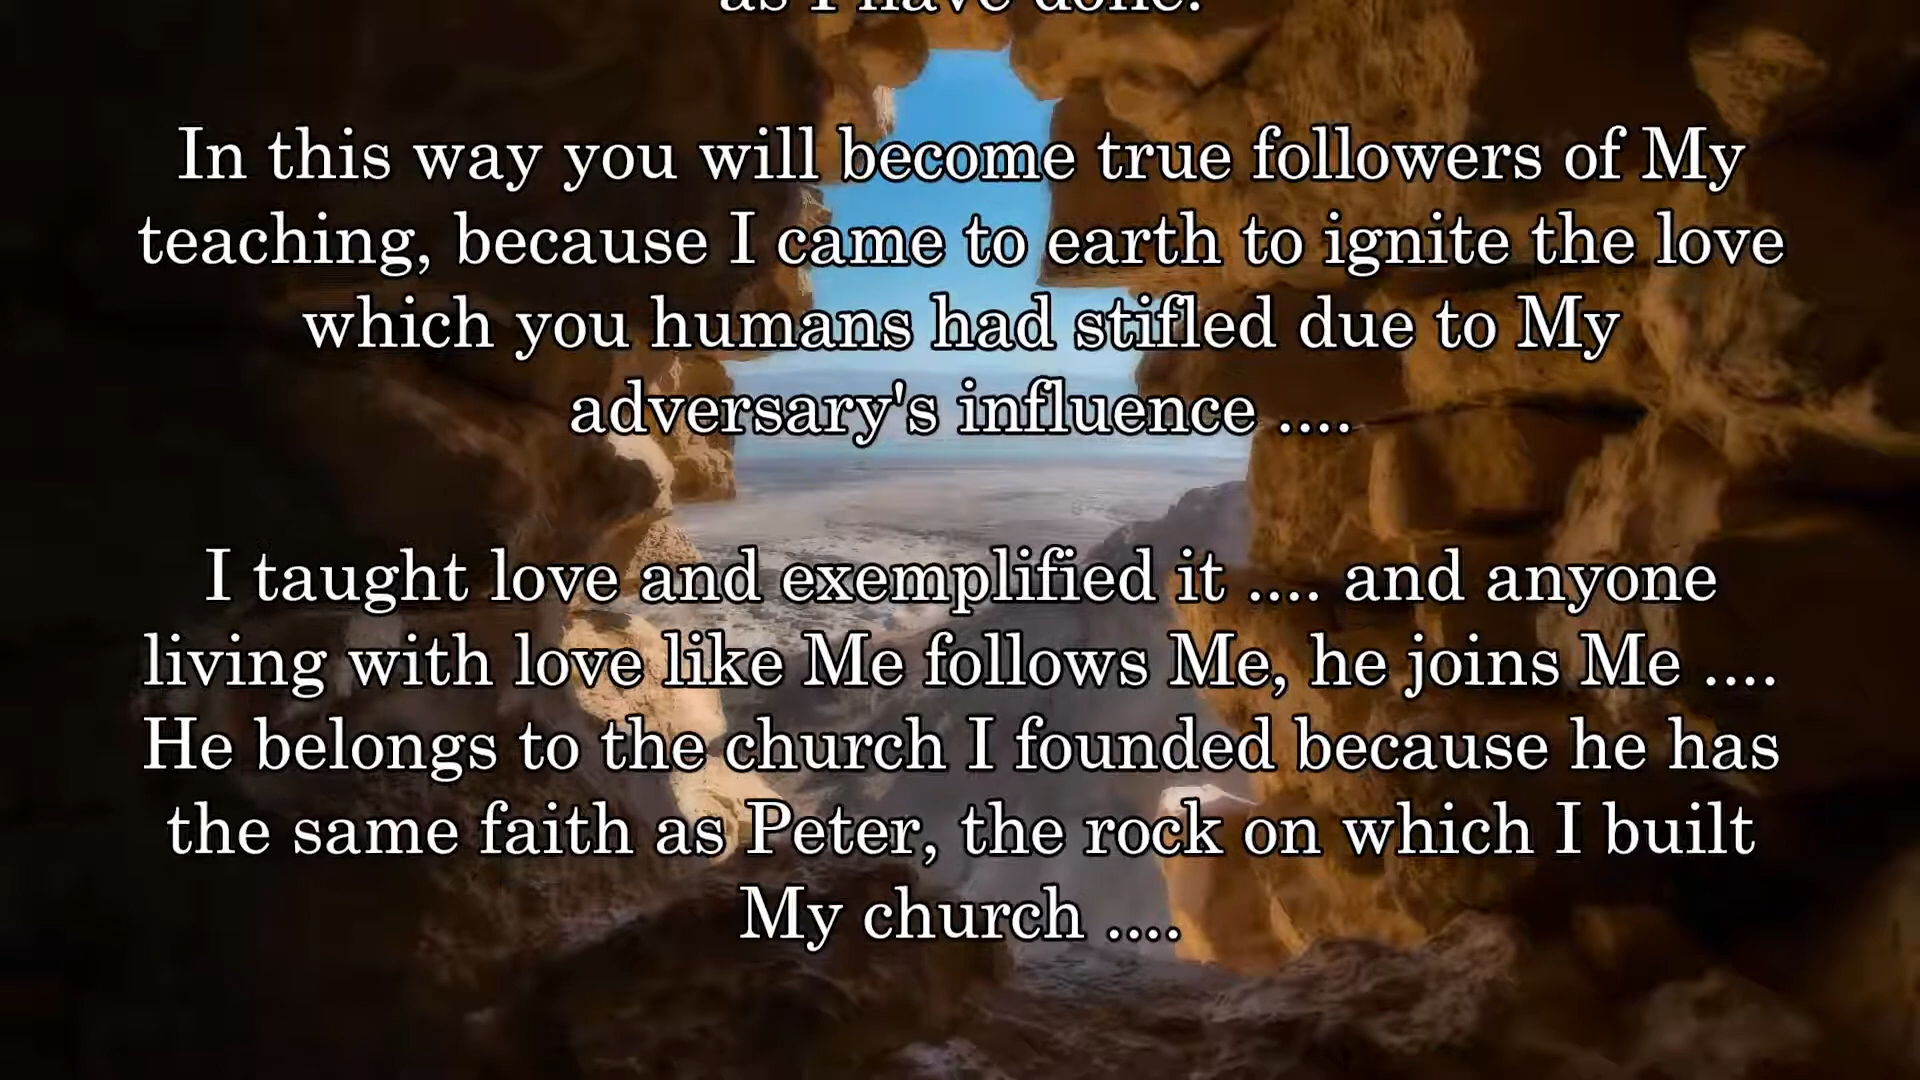 as I have done.
In this way you will become true followers of My
teaching, because I came to earth to ignite the love
which you humans had stifled due to My
adversary's influence ....
I taught love and exemplified it .... and anyone
living with love like Me follows Me, he joins Me ....
He belongs to the church I founded because he has
the same faith as Peter, the rock on which I built
My church ....